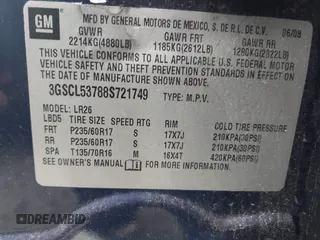 GM
MFD BY GENERAL MOTORS DE MEXICO, S. DE R.L. DE C.V. 06/08
GVWR GAWR FRT GAWR RR
2214KG(4880LB) 1185KG(2612LB) 1280KG(2822LB)
THIS VEHICLE CONFORMS TO ALL APPLICABLE U.S. FEDERAL MOTOR
VEHICLE SAFETY, BUMPER, AND THEFT PREVENTION STANDARDS IN
EFFECT ON THE DATE OF MANUFACTURE SHOWN ABOVE.
3GSCL53788S721749 TYPE: M.P.V.
LR26
LBD5 TIRE SIZE SPEED RTG RIM COLD TIRE PRESSURE
FRT P235/60R17 S 17X7J 210KPA(30PSI)
RR P235/60R17 S 17X7J 210KPA(30PSI)
SPA T135/70R16 M 16X4T 420KPA(60PSI)
SEE OWNER'S MANUAL FOR ADDITIONAL INFORMATION.
DREAMBID